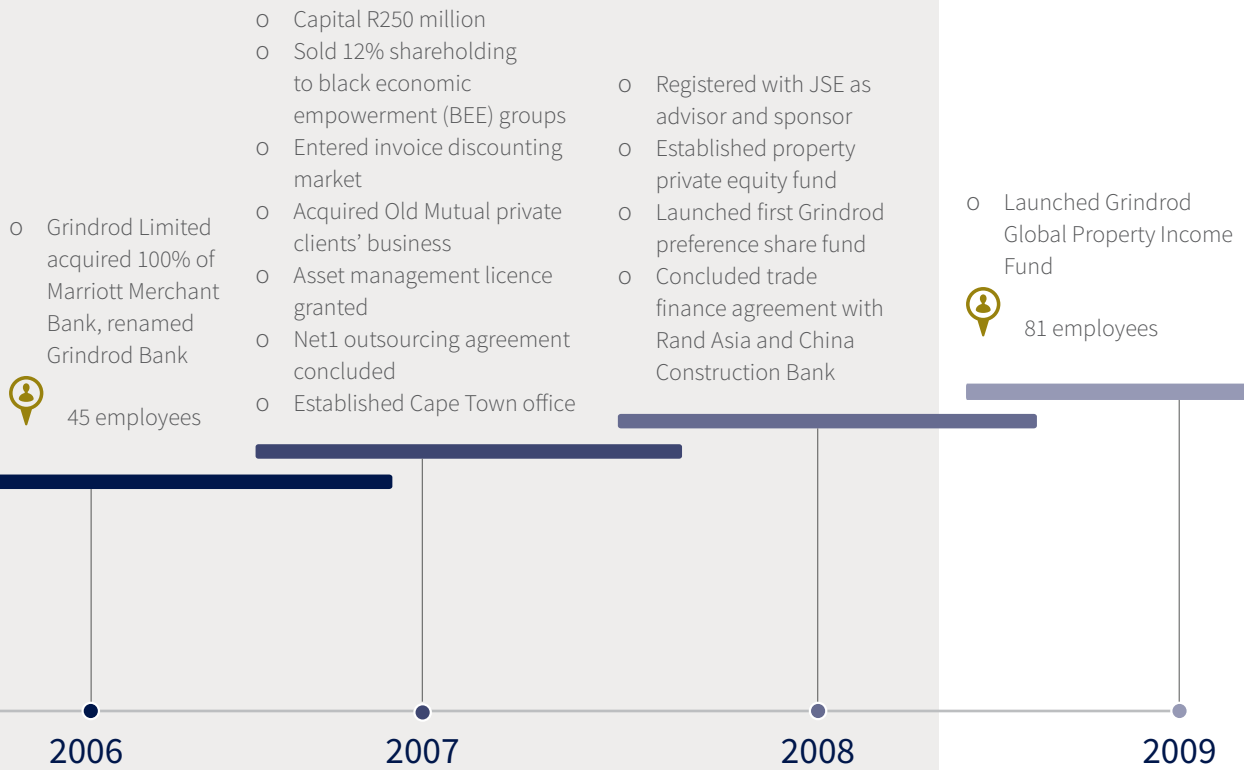 o Grindrod Limited
acquired 100% of
Marriott Merchant
Bank, renamed
Grindrod Bank
45 employees
o Capital R250 million
o Sold 12% shareholding
to black economic
empowerment (BEE) groups
o Entered invoice discounting
market
o Acquired Old Mutual private
clients’ business
o Asset management licence
granted
o Net1 outsourcing agreement
concluded
o Established Cape Town office
o Registered with JSE as
advisor and sponsor
o Established property
private equity fund
o Launched first Grindrod
preference share fund
o Concluded trade
finance agreement with
Rand Asia and China
Construction Bank
o Launched Grindrod
Global Property Income
Fund
81 employees
2006
2007
2008
2009